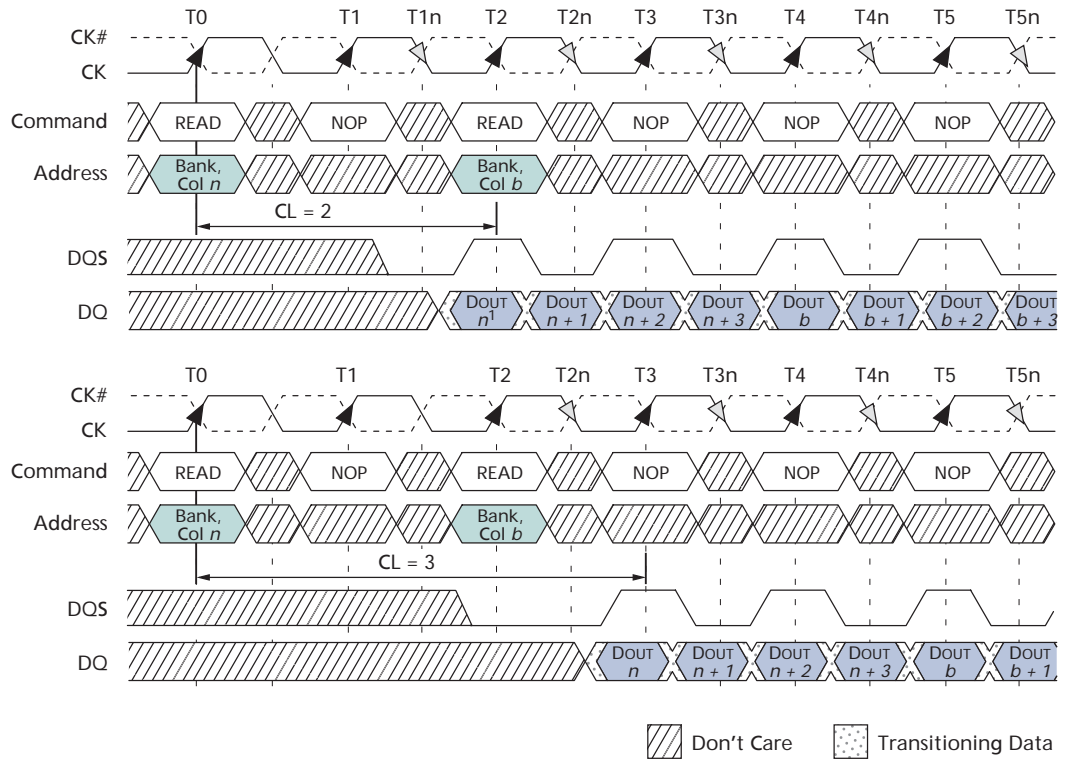 T0 T1 T1n T2 T2n T3 T3n T4 T4n T5 T5n
CK#
CK
Command READ NOP READ NOP NOP NOP
Address Bank, Col n Bank, Col b
CL = 2
DQS
DQ DOUT n¹ DOUT n + 1 DOUT n + 2 DOUT n + 3 DOUT b DOUT b + 1 DOUT b + 2 DOUT b + 3
T0 T1 T2 T2n T3 T3n T4 T4n T5 T5n
CK#
CK
Command READ NOP READ NOP NOP NOP
Address Bank, Col n Bank, Col b
CL = 3
DQS
DQ DOUT n DOUT n + 1 DOUT n + 2 DOUT n + 3 DOUT b DOUT b + 1
Don't Care Transitioning Data